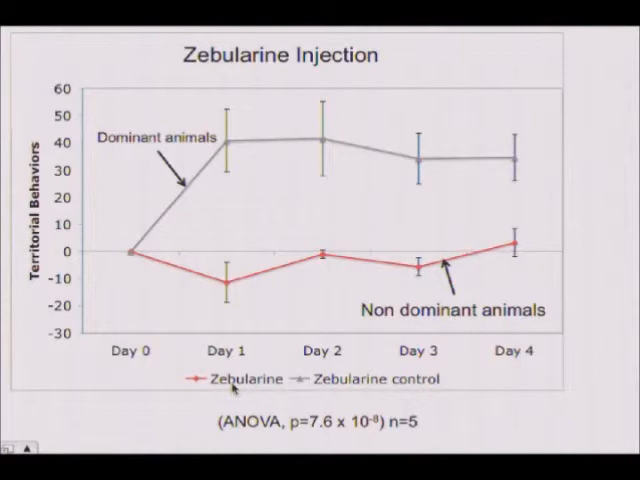 Zebularine Injection
60
50
40
30
20
10
0
-10
-20
-30
Territorial Behaviors
Dominant animals
Non dominant animals
Day 0 Day 1 Day 2 Day 3 Day 4
Zebularine Zebularine control
(ANOVA, p=7.6 x 10-8) n=5